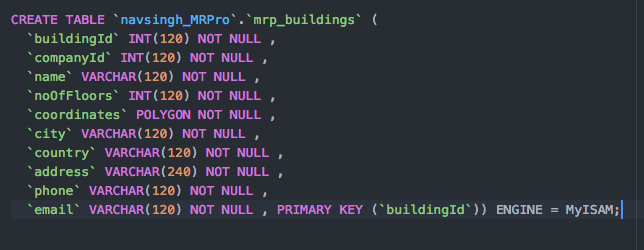 CREATE TABLE `navsingh_MRPro`.`mrp_buildings` (
`buildingId` INT(120) NOT NULL ,
`companyId` INT(120) NOT NULL ,
`name` VARCHAR(120) NOT NULL ,
`noOfFloors` INT(120) NOT NULL ,
`coordinates` POLYGON NOT NULL ,
`city` VARCHAR(120) NOT NULL ,
`country` VARCHAR(120) NOT NULL ,
`address` VARCHAR(240) NOT NULL ,
`phone` VARCHAR(120) NOT NULL ,
`email` VARCHAR(120) NOT NULL , PRIMARY KEY (`buildingId`)) ENGINE = MyISAM;